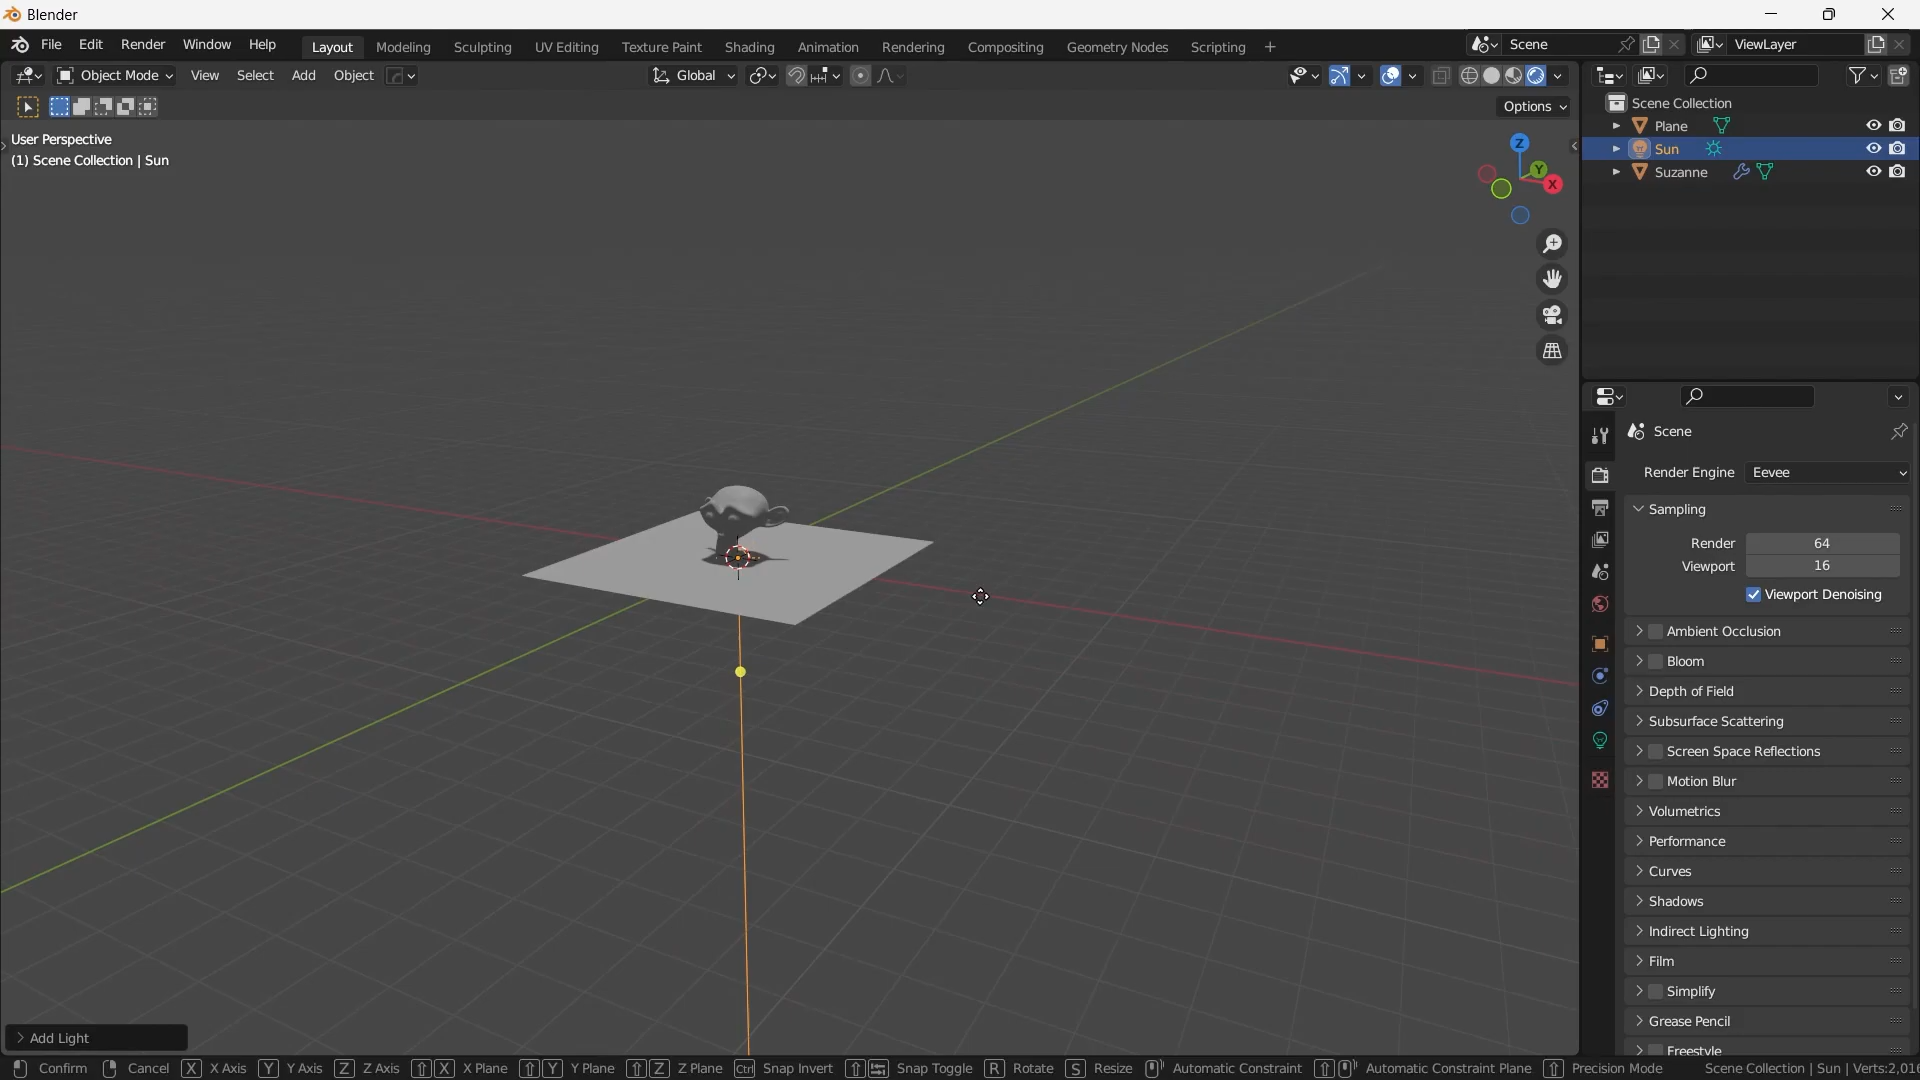 Blender
File Edit Render Window Help Layout Modeling Sculpting UV Editing Texture Paint Shading Animation Rendering Compositing Geometry Nodes Scripting + Scene ViewLayer
Object Mode View Select Add Object Global
Options
User Perspective
(1) Scene Collection | Sun
Z
Y
X
Scene Collection
Plane
Sun
Suzanne
Scene
Render Engine Eevee
Sampling
Render 64
Viewport 16
Viewport Denoising
Ambient Occlusion
Bloom
Depth of Field
Subsurface Scattering
Screen Space Reflections
Motion Blur
Volumetrics
Performance
Curves
Shadows
Indirect Lighting
Film
Simplify
Grease Pencil
Freestyle
Add Light
Confirm Cancel X X Axis Y Y Axis Z Z Axis X X Plane Y Y Plane Z Z Plane Ctrl Snap Invert Snap Toggle R Rotate S Resize Automatic Constraint Automatic Constraint Plane Precision Mode Scene Collection | Sun | Verts:2,01